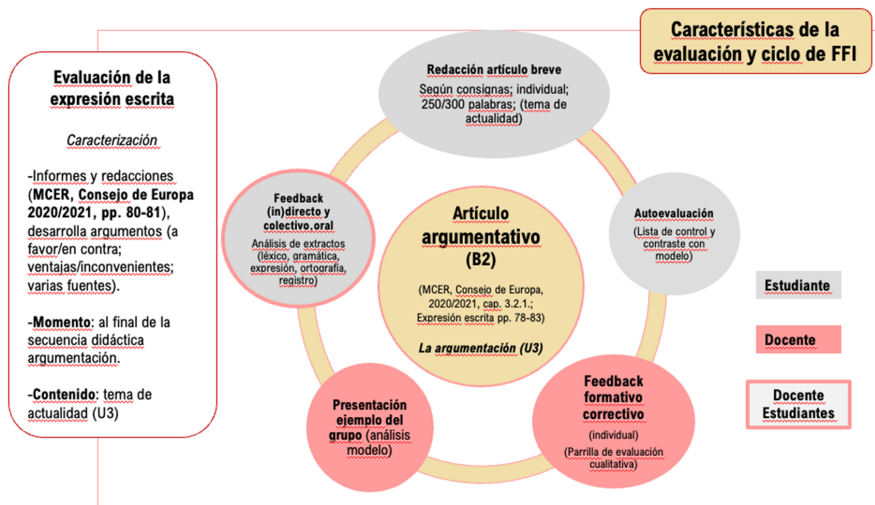 Características de la
evaluación y ciclo de FFI
Evaluación de la
expresión escrita
Caracterización
-Informes y redacciones
(MCER, Consejo de Europa
2020/2021, pp. 80-81),
desarrolla argumentos (a
favor/en contra;
ventajas/inconvenientes;
varias fuentes).
-Momento: al final de la
secuencia didáctica
argumentación.
-Contenido: tema de
actualidad (U3)
Redacción artículo breve
Según consignas; individual;
250/300 palabras; (tema de
actualidad)
Autoevaluación
(Lista de control y
contraste con
modelo)
Feedback
formativo
correctivo
(individual)
(Parrilla de evaluación
cualitativa)
Presentación
ejemplo del
grupo (análisis
modelo)
Feedback
(in)directo y
colectivo,oral
Análisis de extractos
(léxico, gramática,
expresión, ortografía,
registro)
Artículo
argumentativo
(B2)
(MCER, Consejo de Europa,
2020/2021, cap. 3.2.1.;
Expresión escrita pp. 78-83)
La argumentación (U3)
Estudiante
Docente
Docente
Estudiantes